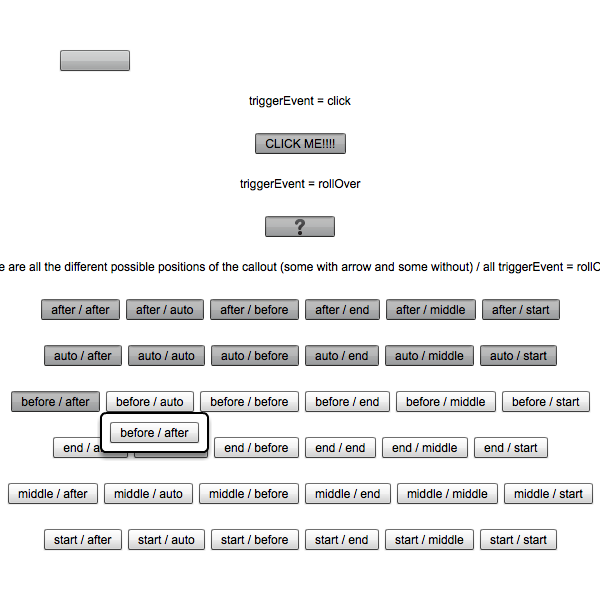 triggerEvent = click
CLICK ME!!!!
triggerEvent = rollOver
?
are all the different possible positions of the callout (some with arrow and some without) / all triggerEvent =
after / after after / auto after / before after / end after / middle after / start
auto / after auto / auto auto / before auto / end auto / middle auto / start
before / after before / auto before / before before / end before / middle before / start
before / after
end / end / before end / end end / middle end / start
middle / after middle / auto middle / before middle / end middle / middle middle / start
start / after start / auto start / before start / end start / middle start / start